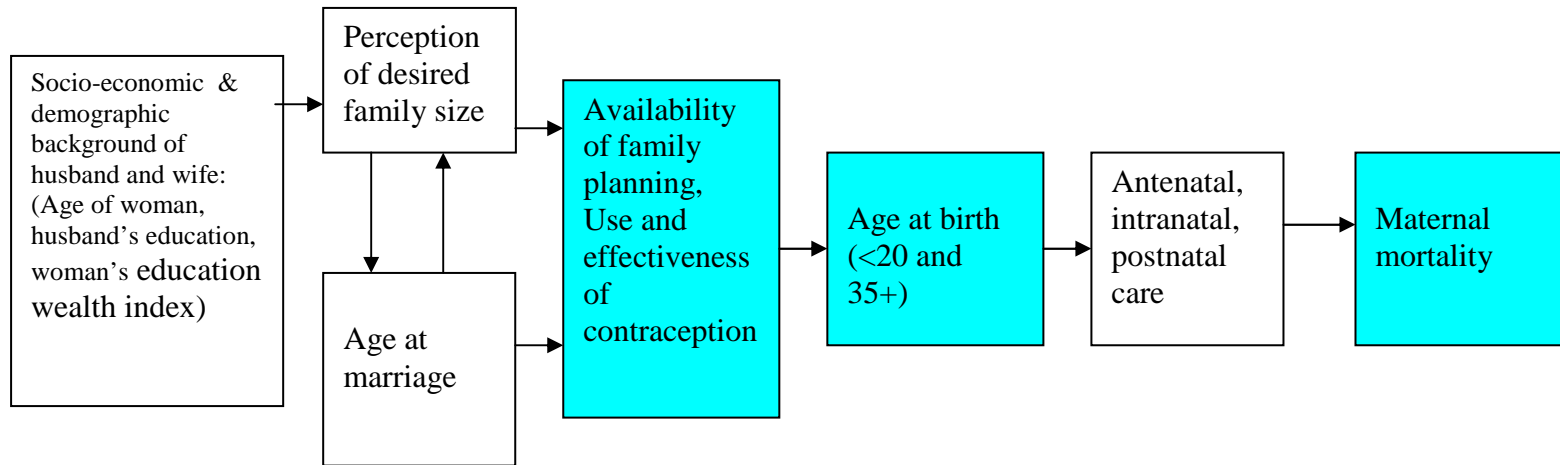 Socio-economic &
demographic
background of
husband and wife:
(Age of woman,
husband's education,
woman's education
wealth index)
Perception
of desired
family size
Age at
marriage
Availability
of family
planning,
Use and
effectiveness
of
contraception
Age at birth
(<20 and
35+)
Antenatal,
intranatal,
postnatal
care
Maternal
mortality